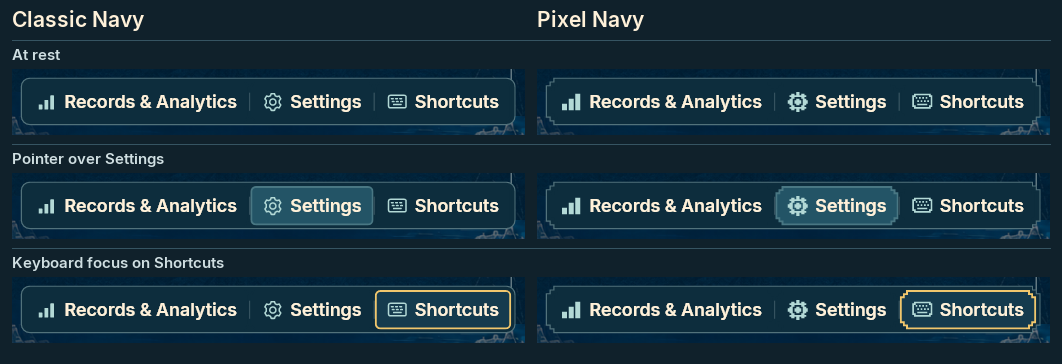 Classic Navy
Pixel Navy
At rest
Records & Analytics Settings Shortcuts
Records & Analytics Settings Shortcuts
Pointer over Settings
Records & Analytics Settings Shortcuts
Records & Analytics Settings Shortcuts
Keyboard focus on Shortcuts
Records & Analytics Settings Shortcuts
Records & Analytics Settings Shortcuts